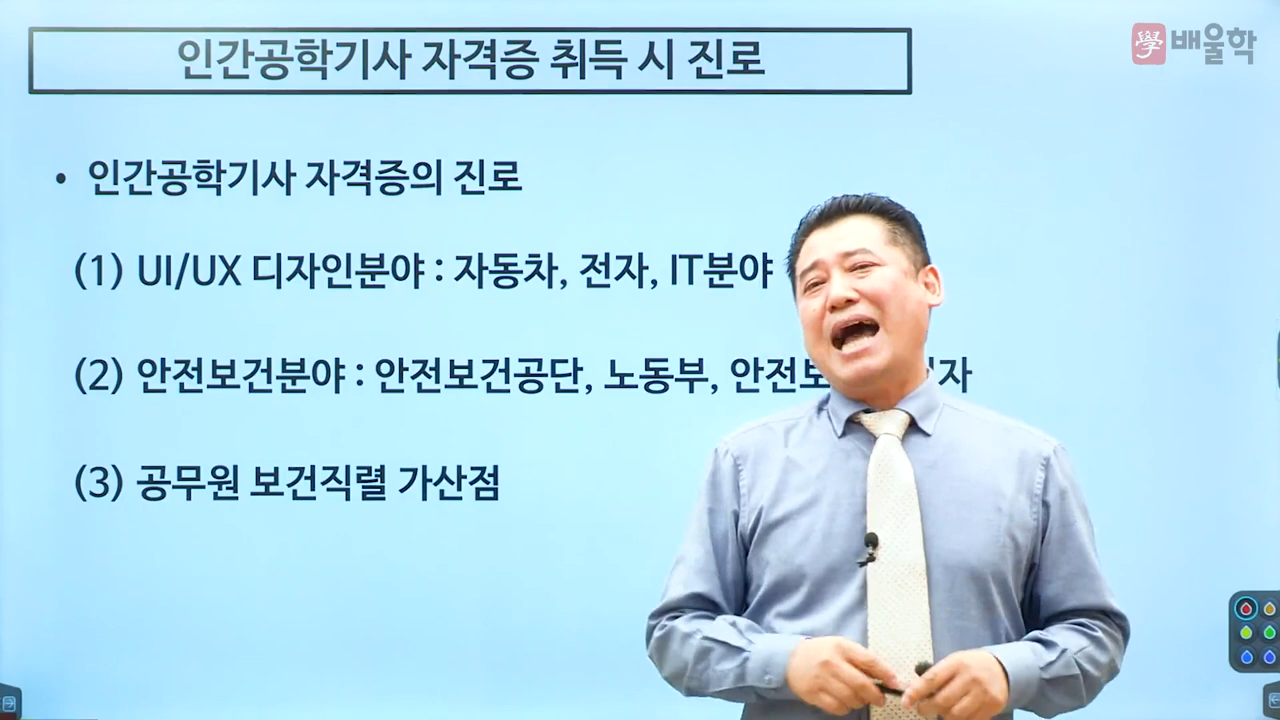 인간공학기사 자격증 취득 시 진로
學 배울학
• 인간공학기사 자격증의 진로
(1) UI/UX 디자인분야 : 자동차, 전자, IT분야
(2) 안전보건분야 : 안전보건공단, 노동부,
(3) 공무원 보건직렬 가산점